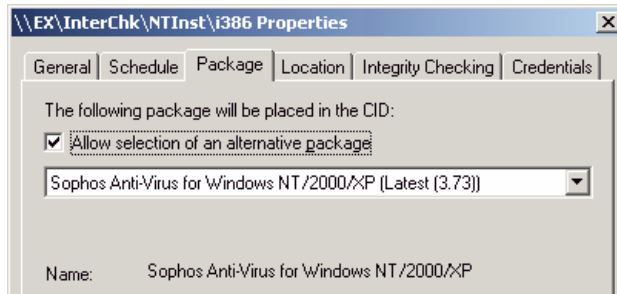 \\EX\InterChk\NTInst\i386 Properties
General Schedule Package Location Integrity Checking Credentials
The following package will be placed in the CID:
Allow selection of an alternative package
Sophos Anti-Virus for Windows NT/2000/XP (Latest (3.73))
Name: Sophos Anti-Virus for Windows NT/2000/XP